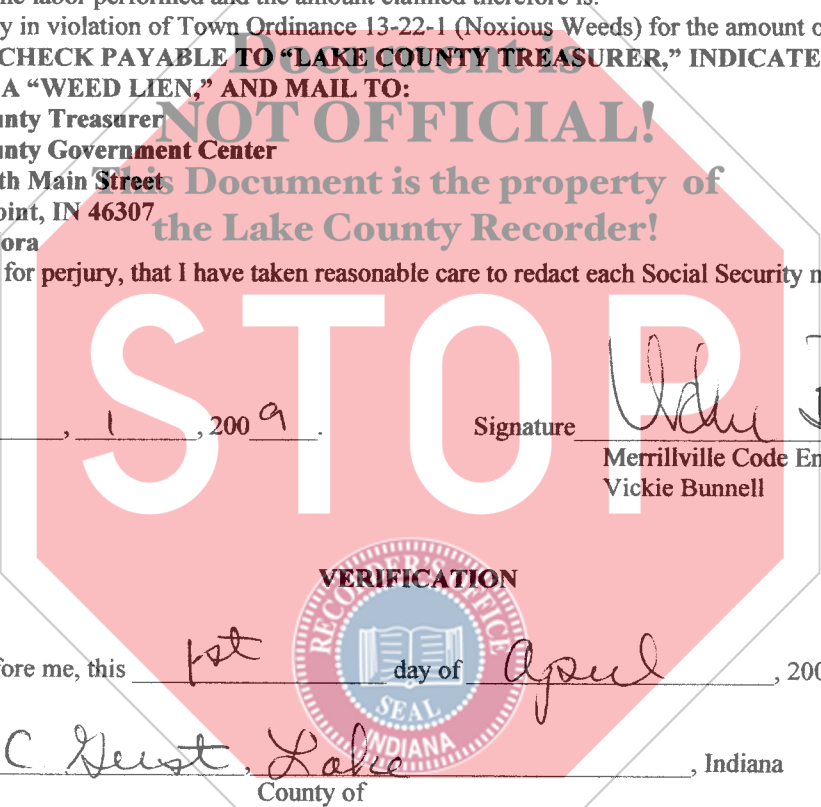 the labor performed and the amount claimed therefore is:
y in violation of Town Ordinance 13-22-1 (Noxious Weeds) for the amount o
CHECK PAYABLE TO “LAKE COUNTY TREASURER,” INDICATE
A “WEED LIEN,” AND MAIL TO:
unty Treasurer
unty Government Center
th Main Street
oint, IN 46307
ora
for perjury, that I have taken reasonable care to redact each Social Security n
Document is
NOT OFFICIAL!
This Document is the property of
the Lake County Recorder!
STOP
, 1 , 2009.
Signature
Merrillville Code En
Vickie Bunnell
VERIFICATION
RECORDER'S OFFICE
SEAL
INDIANA
fore me, this 1st day of April , 200
C Geist, Lake , Indiana
County of